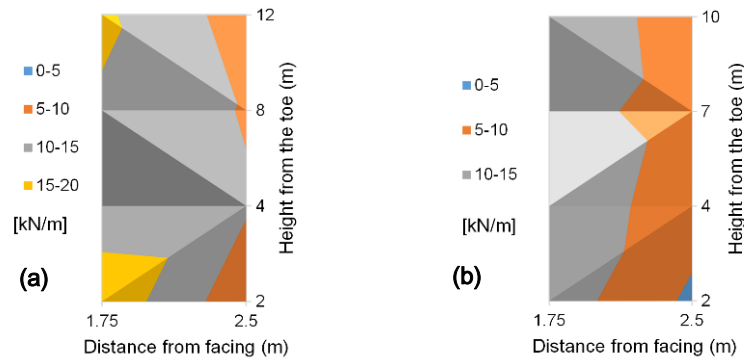 0-5
5-10
10-15
15-20
[kN/m]
(a)
12
8
4
2
Height from the toe (m)
1.75
2.5
Distance from facing (m)
0-5
5-10
10-15
[kN/m]
(b)
10
7
4
2
Height from the toe (m)
1.75
2.5
Distance from facing (m)